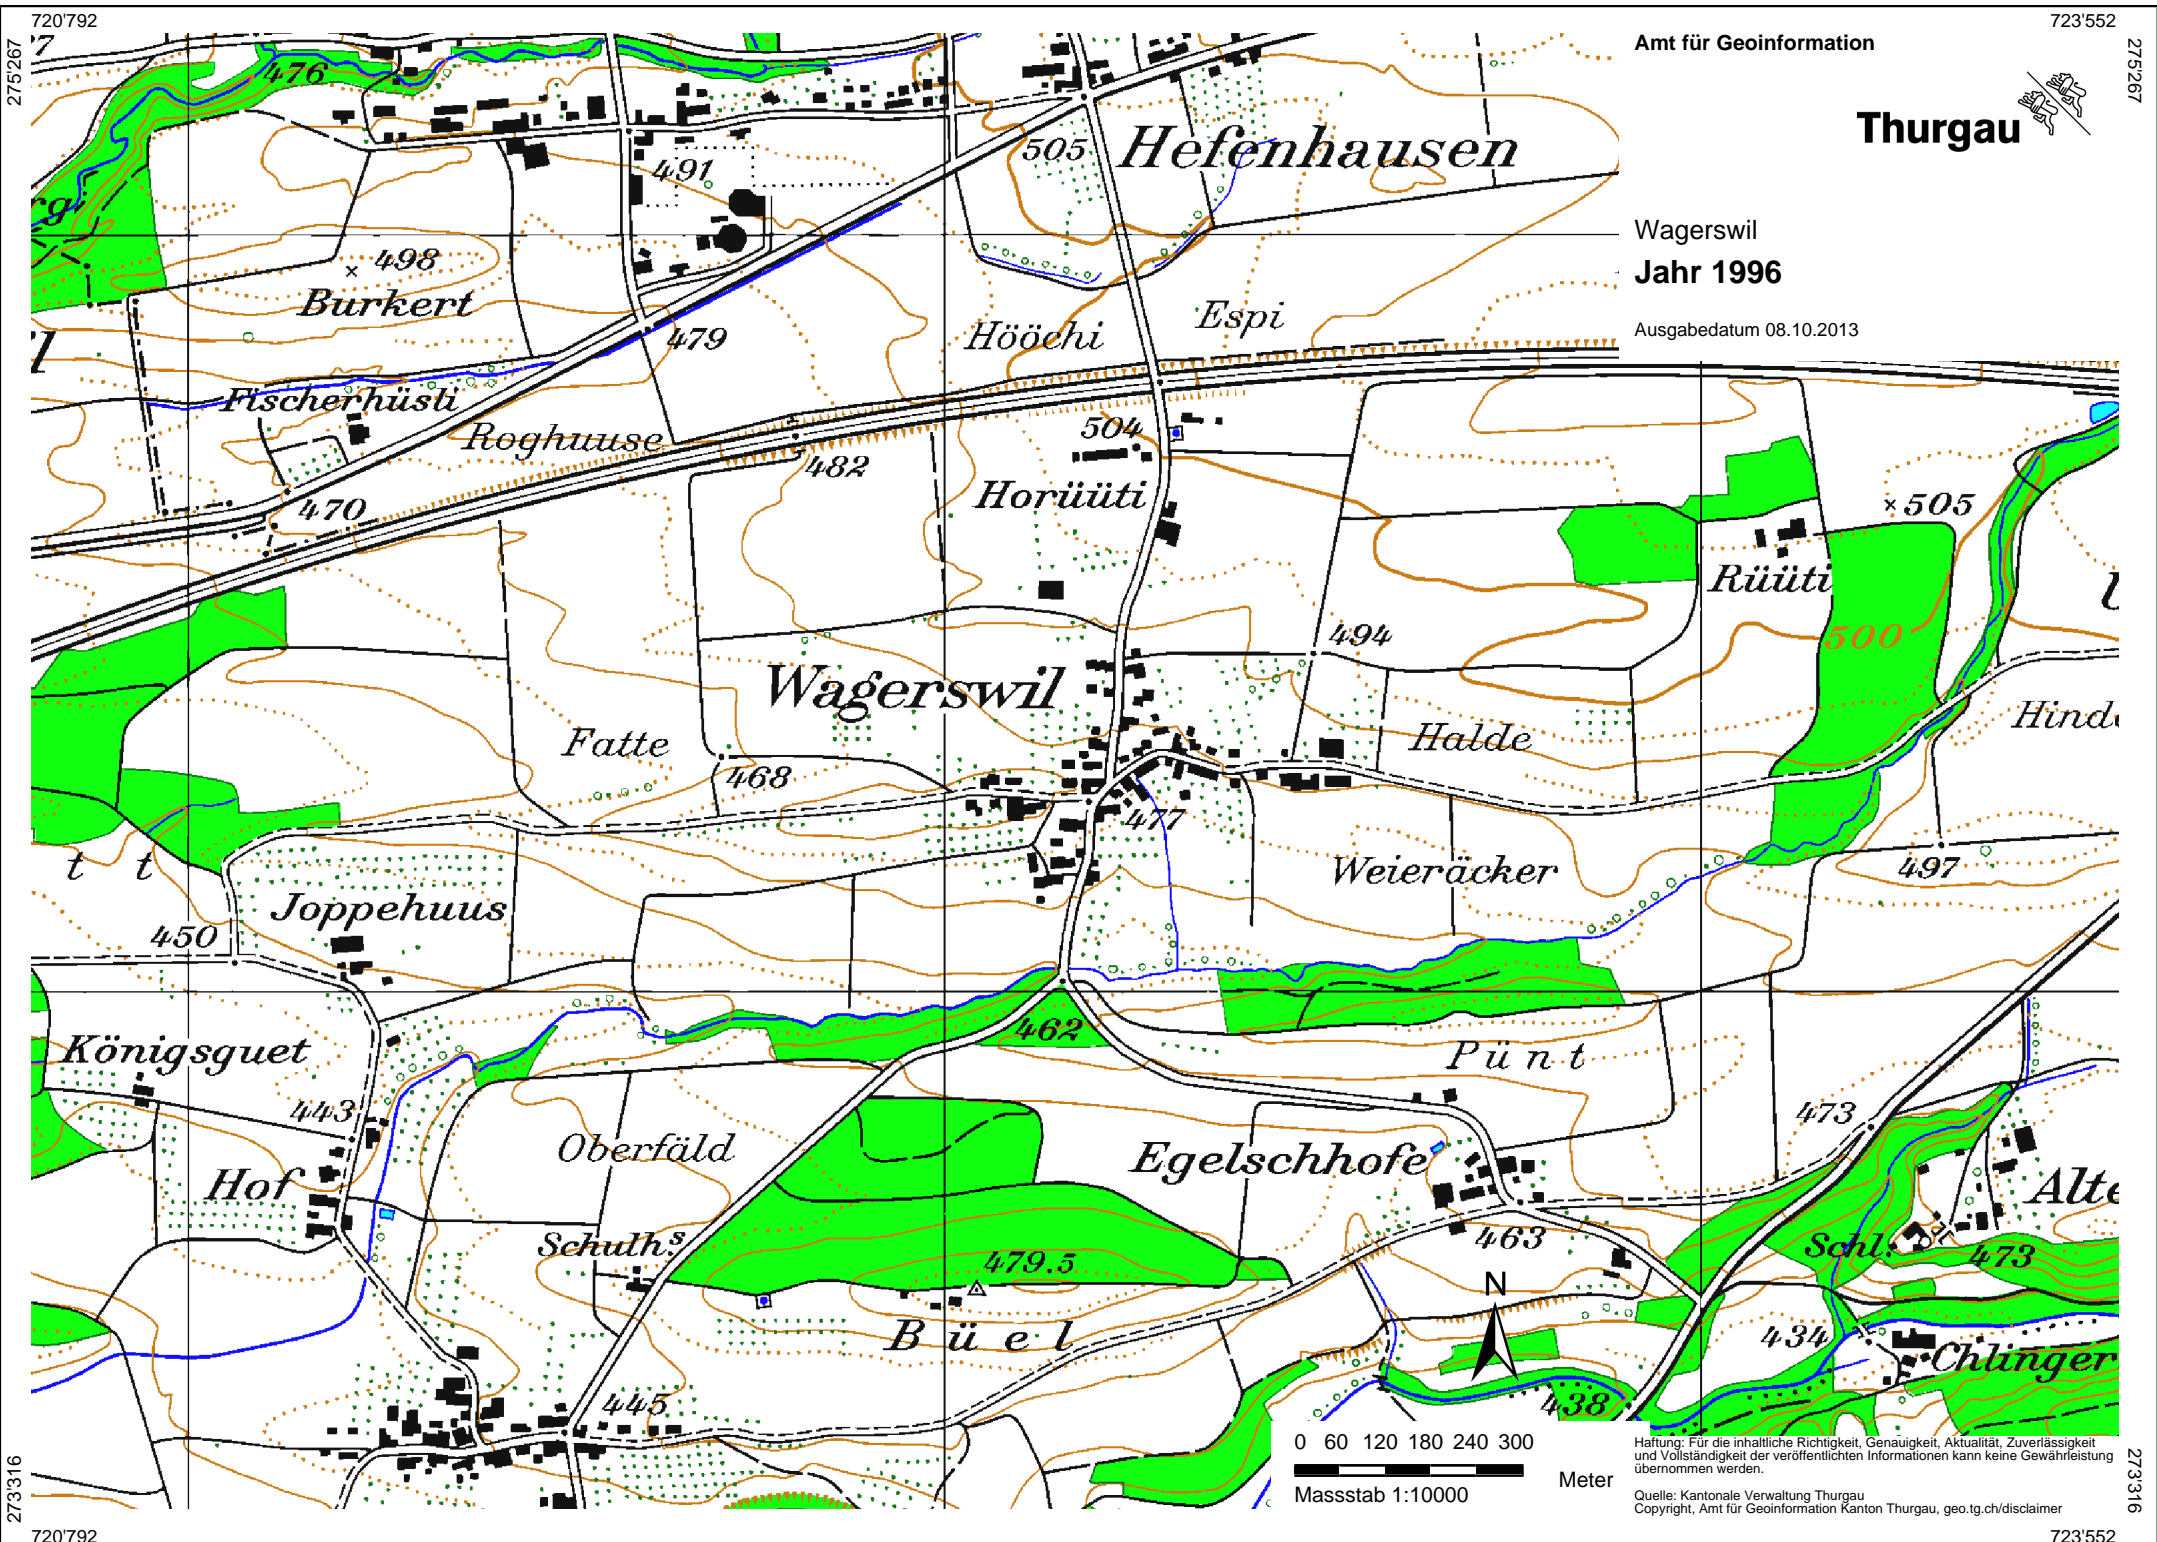 720'792
723'552
275'267
275'267
Amt für Geoinformation
Thurgau
Wagerswil
Jahr 1996
Ausgabedatum 08.10.2013
476
491
505
Hefenhausen
498
Burkert
479
Hööchi
Espi
Fischerhüsli
Roghuuse
504
482
470
Horüüti
505
Rüüti
500
494
Wagerswil
Fatte
468
Halde
Hinde
477
Weieräcker
497
t t
Joppehuus
450
462
Königsguet
Pünt
443
473
Oberfäld
Egelschhofe
Hof
Alte
Schulhs
463
Schl.
473
479.5
N
Büel
434
Chlinger
445
438
0 60 120 180 240 300
Meter
Massstab 1:10000
Haftung: Für die inhaltliche Richtigkeit, Genauigkeit, Aktualität, Zuverlässigkeit
und Vollständigkeit der veröffentlichten Informationen kann keine Gewährleistung
übernommen werden.
Quelle: Kantonale Verwaltung Thurgau
Copyright, Amt für Geoinformation Kanton Thurgau, geo.tg.ch/disclaimer
273'316
273'316
720'792
723'552